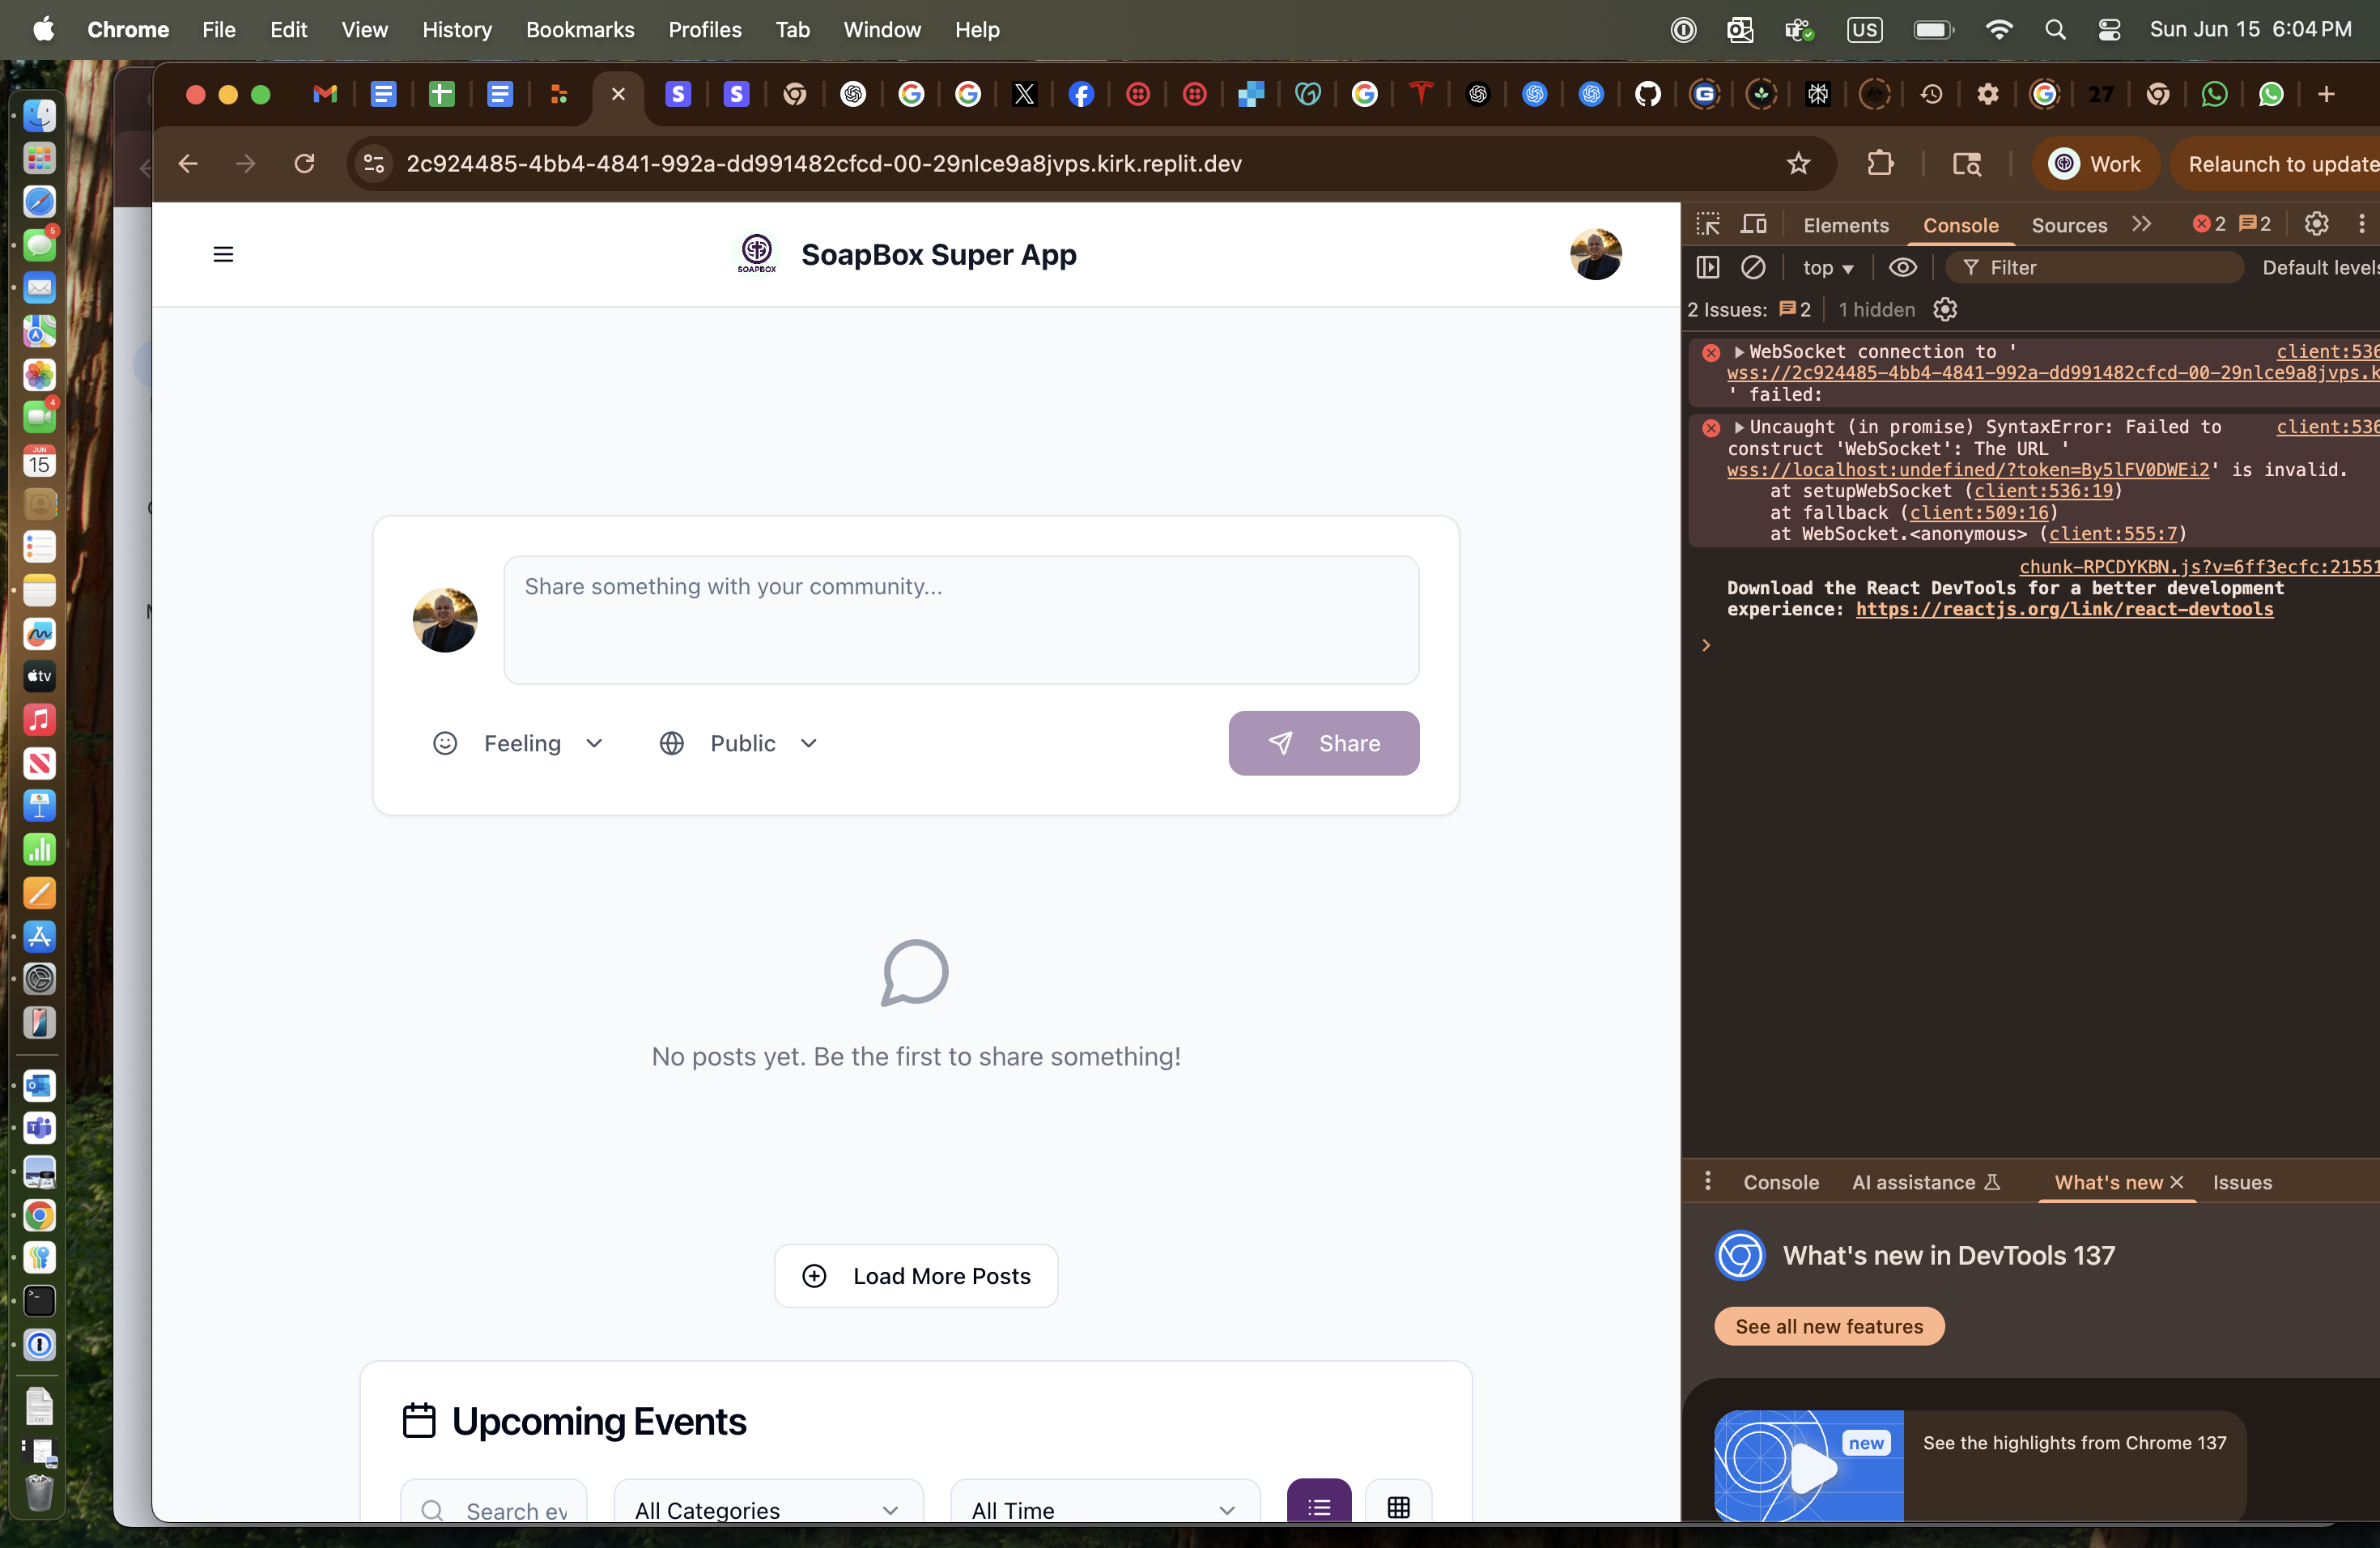 Chrome File Edit View History Bookmarks Profiles Tab Window Help
US Sun Jun 15 6:04 PM
27
2c924485-4bb4-4841-992a-dd991482cfcd-00-29nlce9a8jvps.kirk.replit.dev
Work
Relaunch to update
SOAPBOX
SoapBox Super App
Share something with your community...
Feeling
Public
Share
No posts yet. Be the first to share something!
Load More Posts
Upcoming Events
Search ev
All Categories
All Time
Elements Console Sources 2 2
top Filter Default levels
2 Issues: 2 1 hidden
WebSocket connection to ' client:536
wss://2c924485-4bb4-4841-992a-dd991482cfcd-00-29nlce9a8jvps.k
' failed:
Uncaught (in promise) SyntaxError: Failed to client:536
construct 'WebSocket': The URL '
wss://localhost:undefined/?token=By5lFV0DWEi2' is invalid.
at setupWebSocket (client:536:19)
at fallback (client:509:16)
at WebSocket.<anonymous> (client:555:7)
chunk-RPCDYKBN.js?v=6ff3ecfc:21551
Download the React DevTools for a better development
experience: https://reactjs.org/link/react-devtools
Console AI assistance What's new Issues
What's new in DevTools 137
See all new features
new
See the highlights from Chrome 137
6
4
JUN
15
tv